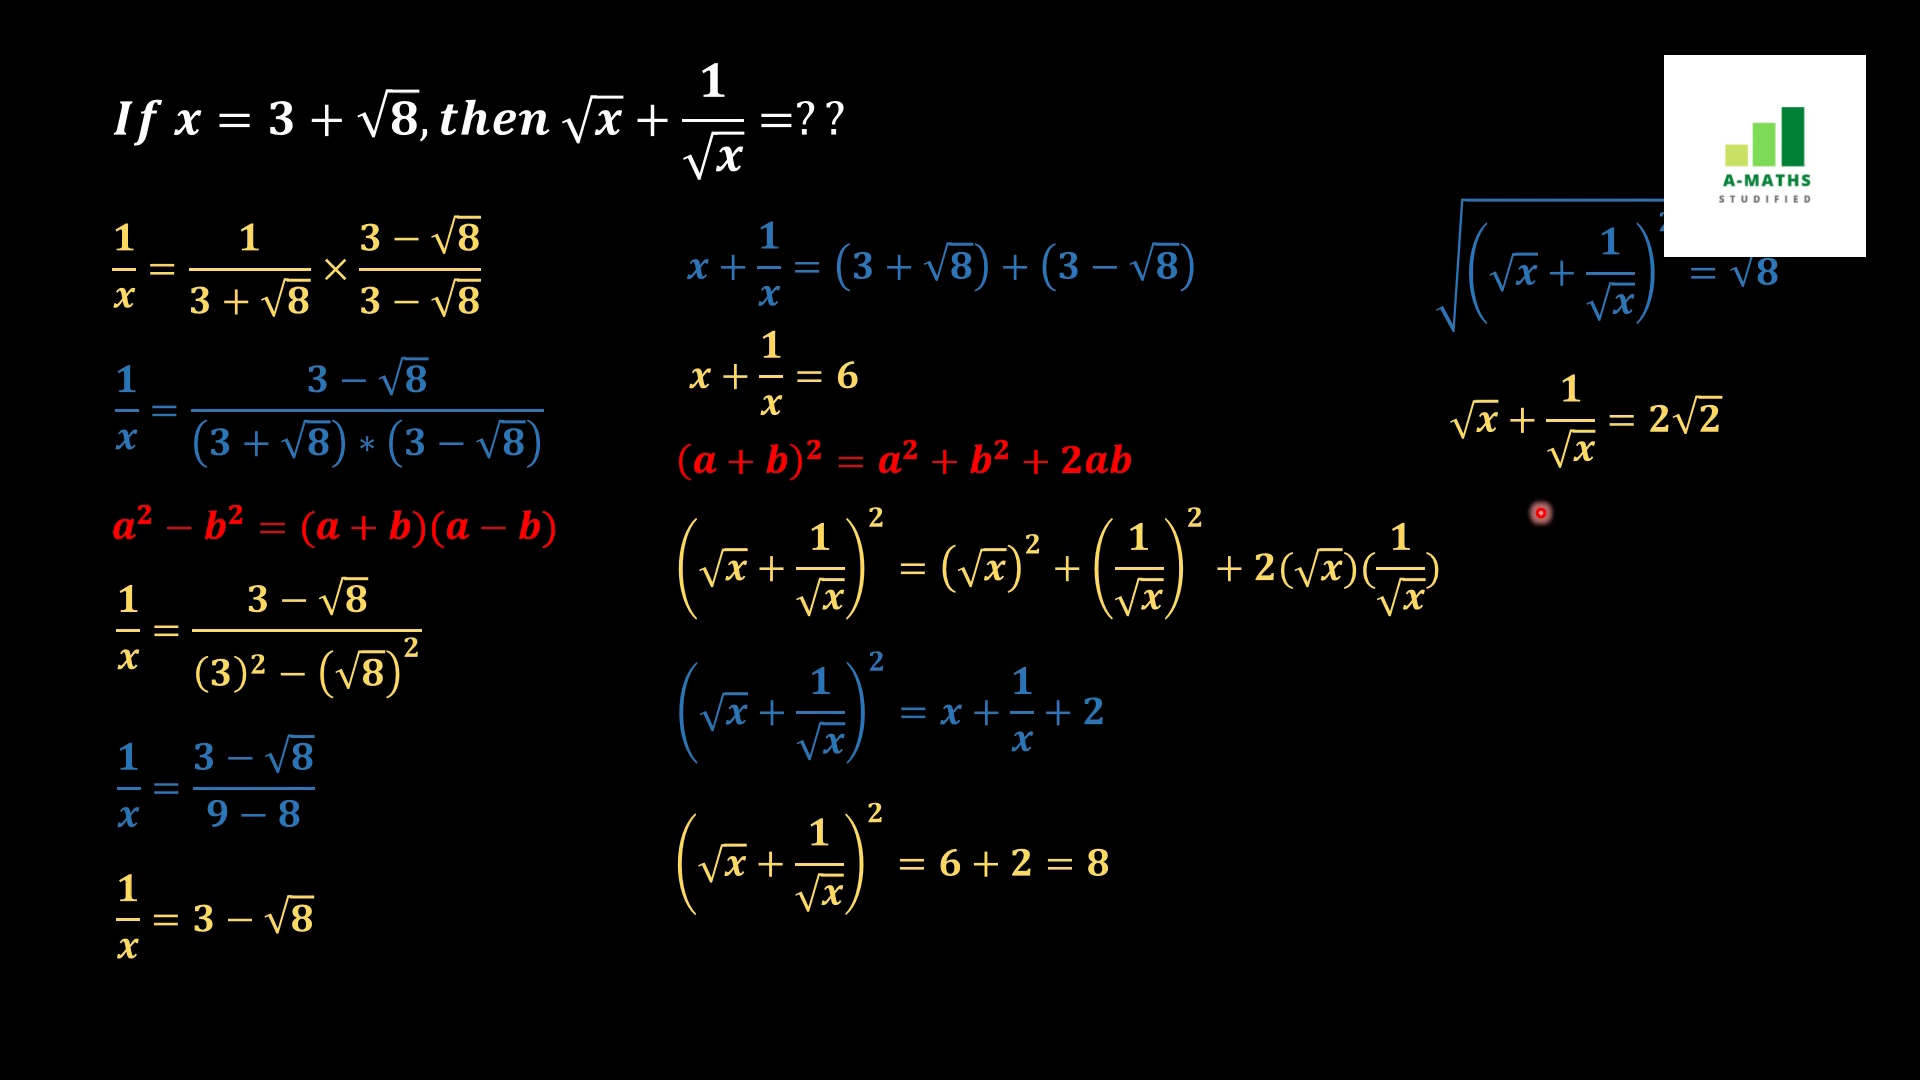 If x = 3 + √8, then √x + 1/√x =??
1/x = 1/(3 + √8) × (3 − √8)/(3 − √8)
1/x = (3 − √8)/((3 + √8) * (3 − √8))
a² − b² = (a + b)(a − b)
1/x = (3 − √8)/((3)² − (√8)²)
1/x = (3 − √8)/(9 − 8)
1/x = 3 − √8
x + 1/x = (3 + √8) + (3 − √8)
x + 1/x = 6
(a + b)² = a² + b² + 2ab
(√x + 1/√x)² = (√x)² + (1/√x)² + 2(√x)(1/√x)
(√x + 1/√x)² = x + 1/x + 2
(√x + 1/√x)² = 6 + 2 = 8
√((√x + 1/√x)²) = √8
√x + 1/√x = 2√2
A-MATHS
STUDIFIED